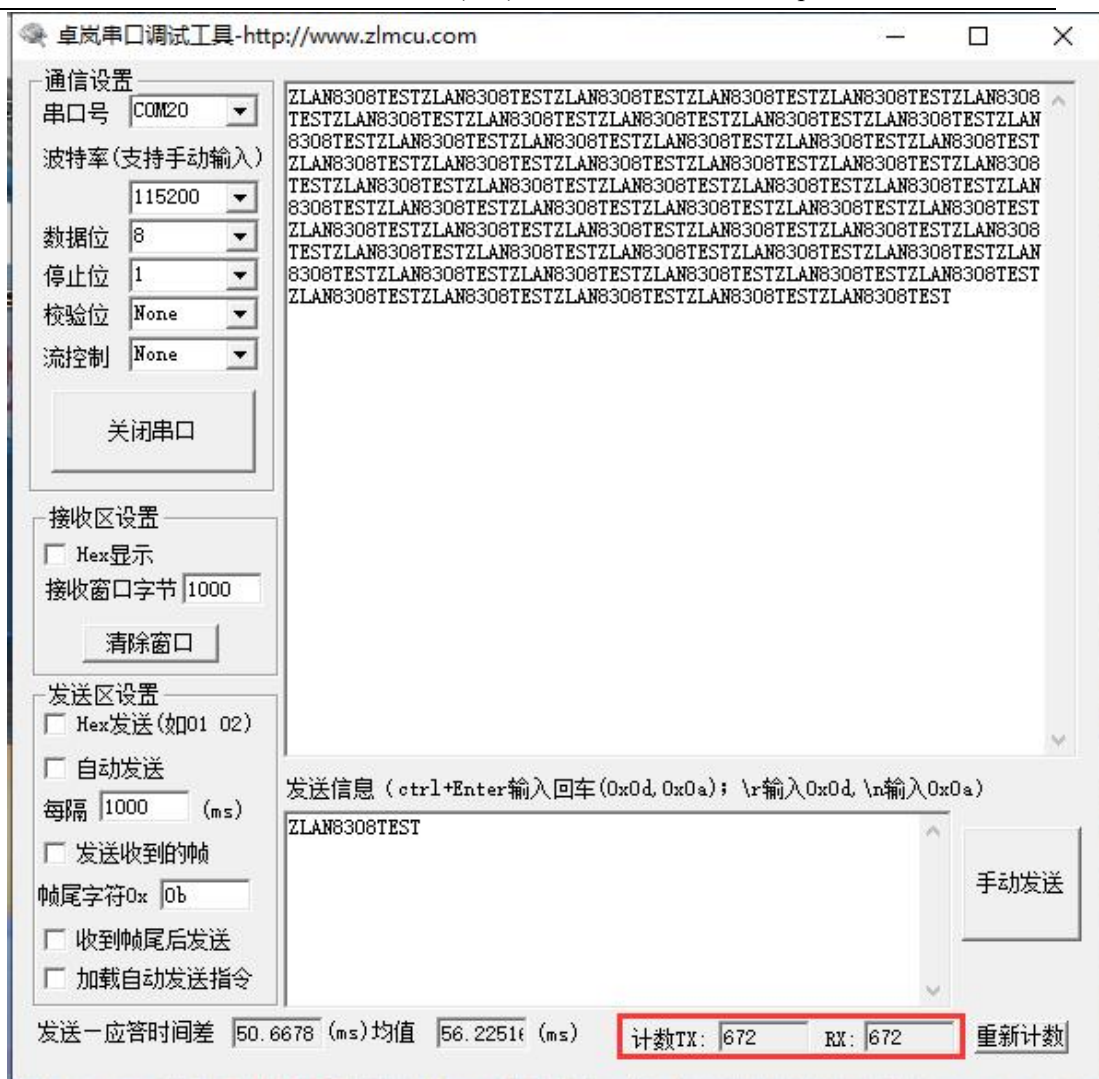 卓岚串口调试工具-http://www.zlmcu.com
通信设置
串口号 COM20
波特率(支持手动输入)
115200
数据位 8
停止位 1
校验位 None
流控制 None
关闭串口
接收区设置
Hex显示
接收窗口字节 1000
清除窗口
发送区设置
Hex发送(如01 02)
自动发送
每隔 1000 (ms)
发送收到的帧
帧尾字符0x 0b
收到帧尾后发送
加载自动发送指令
ZLAN8308TESTZLAN8308TESTZLAN8308TESTZLAN8308TESTZLAN8308TESTZLAN8308
TESTZLAN8308TESTZLAN8308TESTZLAN8308TESTZLAN8308TESTZLAN8308TESTZLAN
8308TESTZLAN8308TESTZLAN8308TESTZLAN8308TESTZLAN8308TESTZLAN8308TEST
ZLAN8308TESTZLAN8308TESTZLAN8308TESTZLAN8308TESTZLAN8308TESTZLAN8308
TESTZLAN8308TESTZLAN8308TESTZLAN8308TESTZLAN8308TESTZLAN8308TESTZLAN
8308TESTZLAN8308TESTZLAN8308TESTZLAN8308TESTZLAN8308TESTZLAN8308TEST
ZLAN8308TESTZLAN8308TESTZLAN8308TESTZLAN8308TESTZLAN8308TESTZLAN8308
TESTZLAN8308TESTZLAN8308TESTZLAN8308TESTZLAN8308TESTZLAN8308TESTZLAN
8308TESTZLAN8308TESTZLAN8308TESTZLAN8308TESTZLAN8308TESTZLAN8308TEST
ZLAN8308TESTZLAN8308TESTZLAN8308TESTZLAN8308TESTZLAN8308TEST
发送信息（ctrl+Enter输入回车(0x0d,0x0a)；\r输入0x0d,\n输入0x0a）
ZLAN8308TEST
手动发送
发送－应答时间差 50.6678 (ms)均值 56.2251 (ms) 计数TX: 672 RX: 672 重新计数